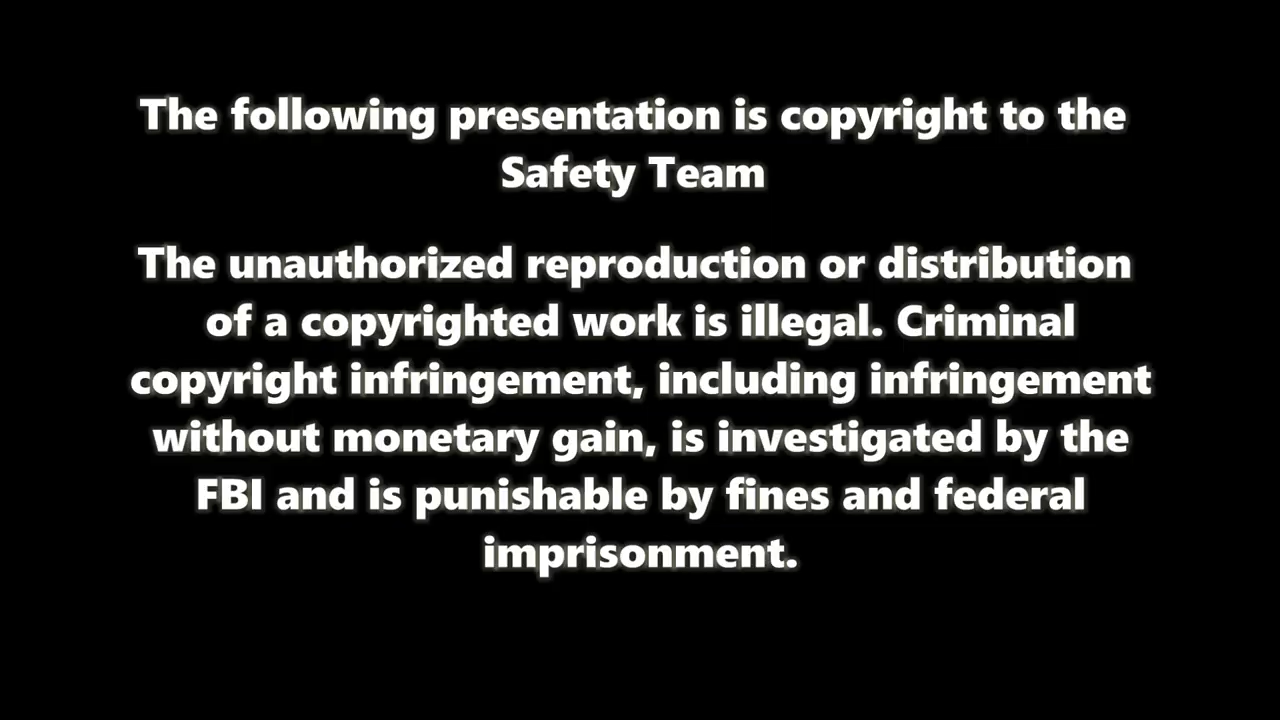 The following presentation is copyright to the
Safety Team
The unauthorized reproduction or distribution
of a copyrighted work is illegal. Criminal
copyright infringement, including infringement
without monetary gain, is investigated by the
FBI and is punishable by fines and federal
imprisonment.